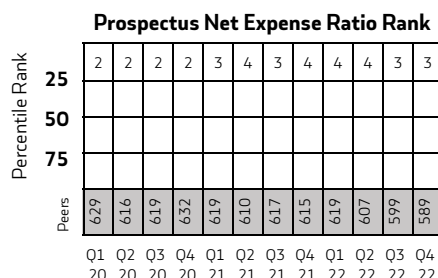 Prospectus Net Expense Ratio Rank
Percentile Rank
2 2 2 2 3 4 3 4 4 4 3 3
25
50
75
Peers 629 616 619 632 619 610 617 615 619 607 599 589
Q1 Q2 Q3 Q4 Q1 Q2 Q3 Q4 Q1 Q2 Q3 Q4
20 20 20 20 21 21 21 21 22 22 22 22